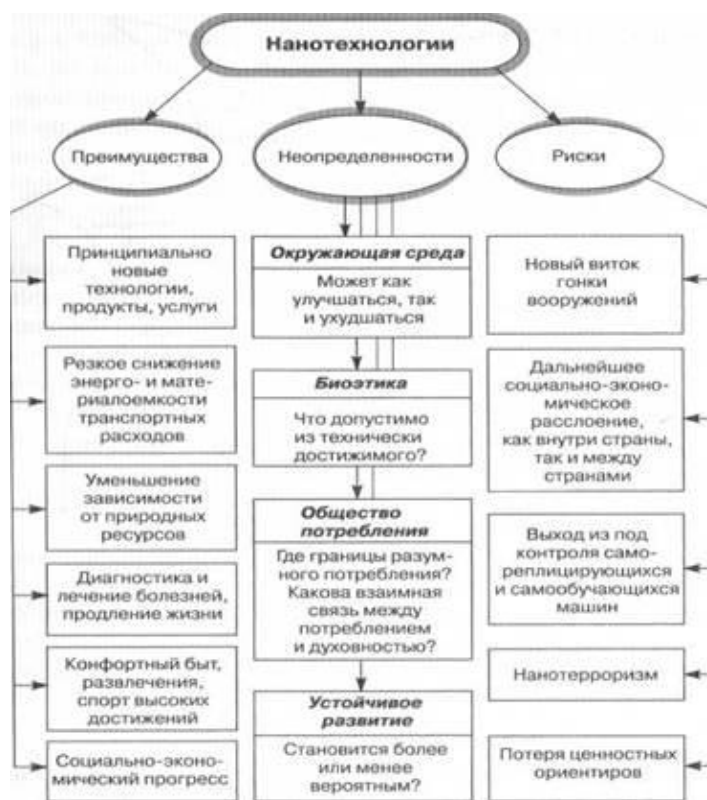 Нанотехнологии
Преимущества
Неопределенности
Риски
Принципиально
новые
технологии,
продукты, услуги
Резкое снижение
энерго- и мате-
риалоемкости
транспортных
расходов
Уменьшение
зависимости
от природных
ресурсов
Диагностика и
лечение болезней,
продление жизни
Конфортный быт,
развлечения,
спорт высоких
достижений
Социально-эконо-
мический прогресс
Окружающая среда
Может как
улучшаться, так
и ухудшаться
Биоэтика
Что допустимо
из технически
достижимого?
Общество
потребления
Где границы разум-
ного потребления?
Какова взаимная
связь между
потреблением
и духовностью?
Устойчивое
развитие
Становится более
или менее
вероятным?
Новый виток
гонки
вооружений
Дальнейшее
социально-эконо-
мическое
расслоение,
как внутри страны,
так и между
странами
Выход из под
контроля само-
реплицирующихся
и самообучающихся
машин
Нанотерроризм
Потеря ценностных
ориентиров